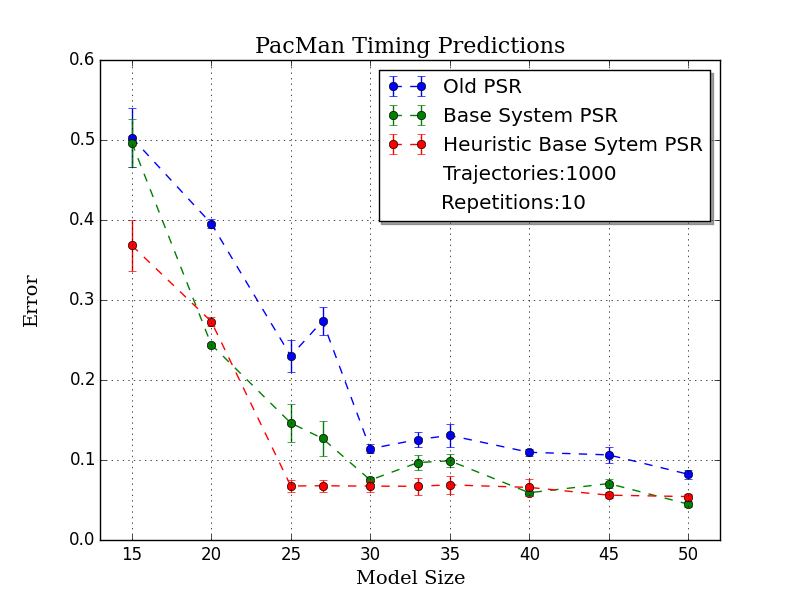 PacMan Timing Predictions
Old PSR
Base System PSR
Heuristic Base Sytem PSR
Trajectories:1000
Repetitions:10
Error
0.6
0.5
0.4
0.3
0.2
0.1
0.0
15 20 25 30 35 40 45 50
Model Size